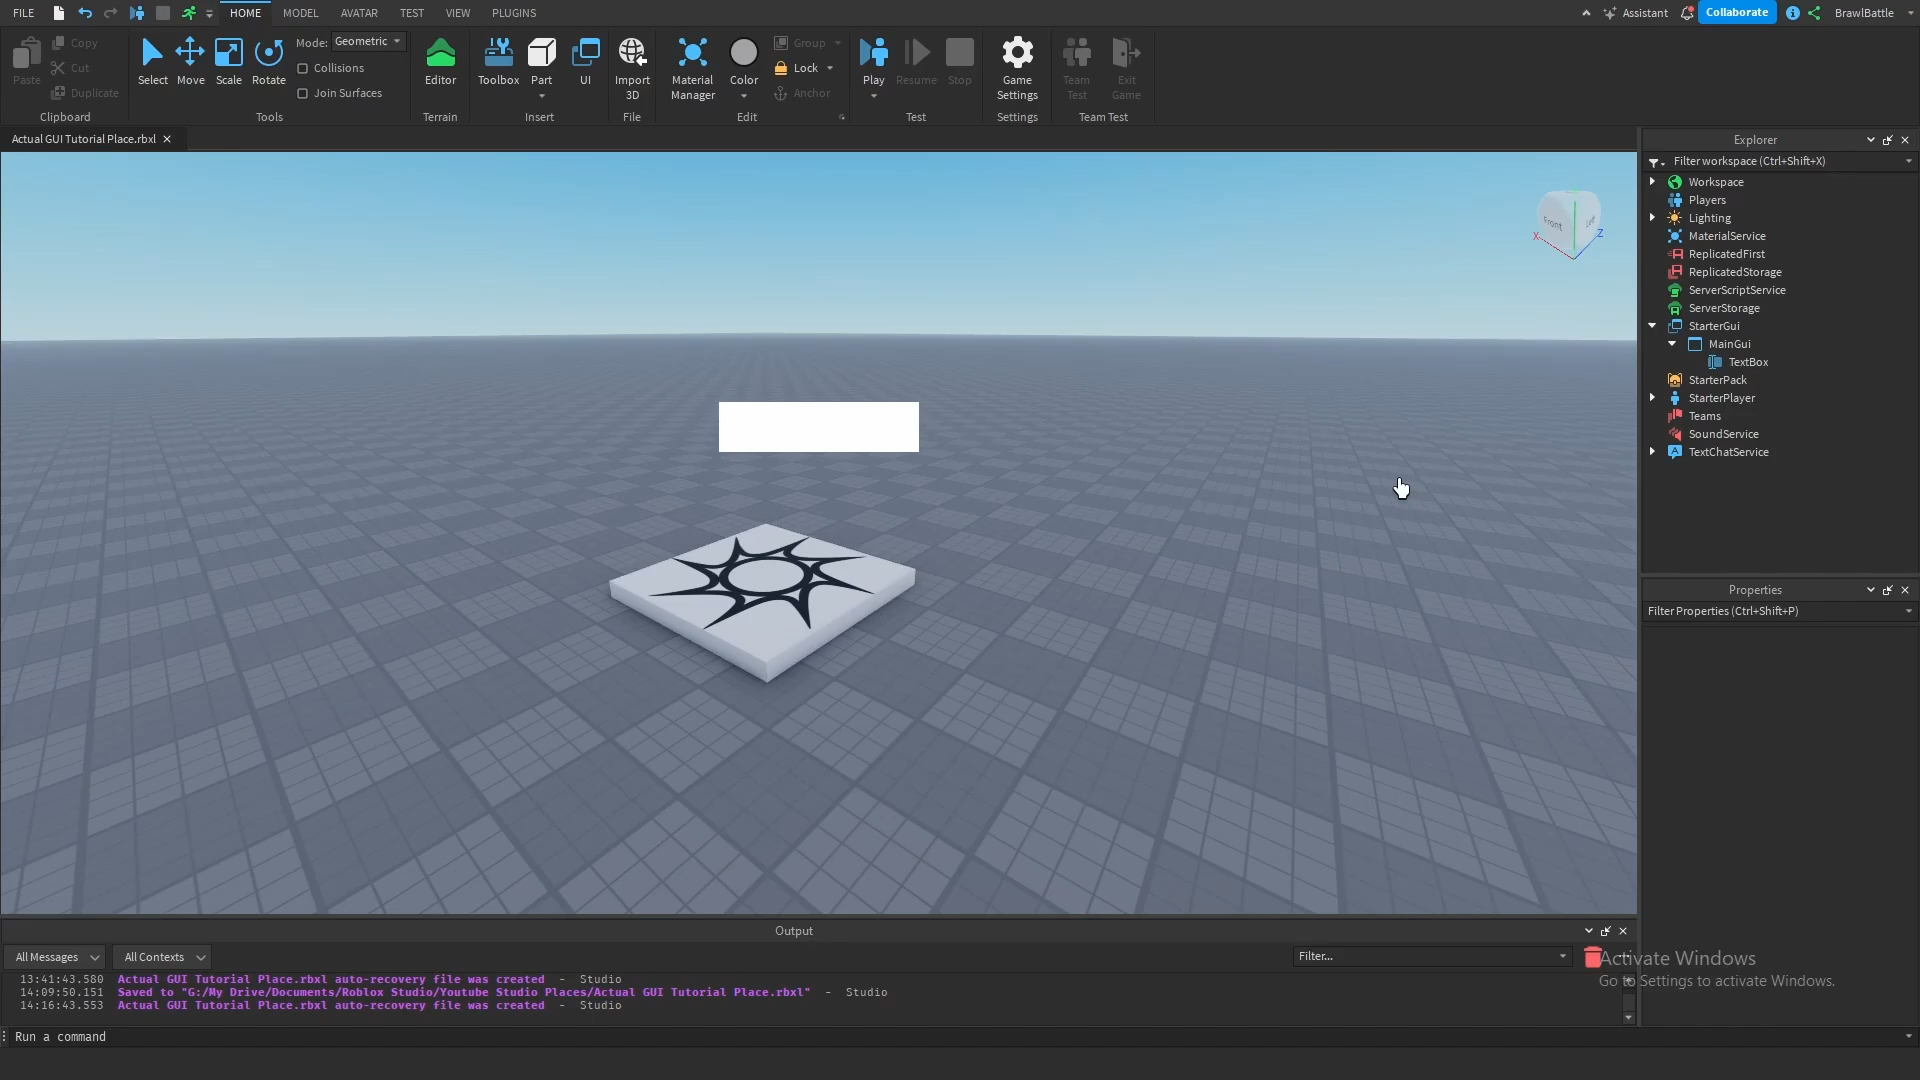 FILE HOME MODEL AVATAR TEST VIEW PLUGINS Assistant Collaborate BrawlBattle
Paste Copy Cut Duplicate Clipboard
Select Move Scale Rotate Mode: Geometric Collisions Join Surfaces Tools
Editor Terrain
Toolbox Part UI Insert
Import 3D File
Material Manager Color Group Lock Anchor Edit
Play Resume Stop Test
Game Settings Settings
Team Test Exit Game Team Test
Actual GUI Tutorial Place.rbxl
Front
Left
X
Z
Explorer
Filter workspace (Ctrl+Shift+X)
Workspace
Players
Lighting
MaterialService
ReplicatedFirst
ReplicatedStorage
ServerScriptService
ServerStorage
StarterGui
MainGui
TextBox
StarterPack
StarterPlayer
Teams
SoundService
TextChatService
Properties
Filter Properties (Ctrl+Shift+P)
Output
All Messages All Contexts Filter...
13:41:43.580 Actual GUI Tutorial Place.rbxl auto-recovery file was created - Studio
14:09:50.151 Saved to "G:/My Drive/Documents/Roblox Studio/Youtube Studio Places/Actual GUI Tutorial Place.rbxl" - Studio
14:16:43.553 Actual GUI Tutorial Place.rbxl auto-recovery file was created - Studio
Run a command
Activate Windows
Go to Settings to activate Windows.